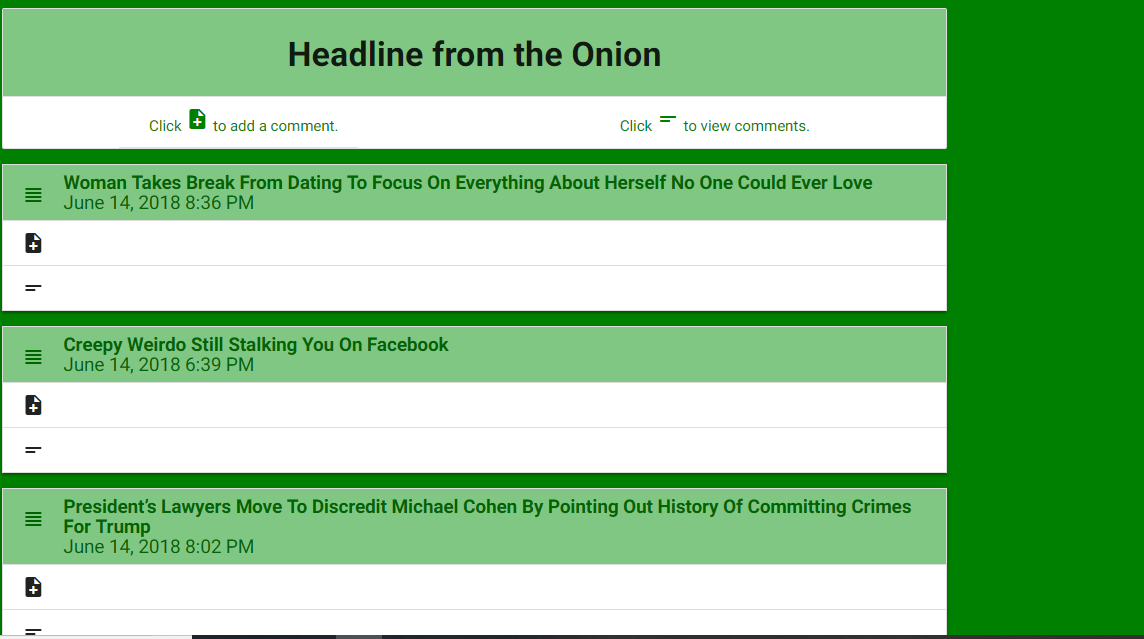 Headline from the Onion
Click to add a comment.
Click to view comments.
Woman Takes Break From Dating To Focus On Everything About Herself No One Could Ever Love
June 14, 2018 8:36 PM
Creepy Weirdo Still Stalking You On Facebook
June 14, 2018 6:39 PM
President’s Lawyers Move To Discredit Michael Cohen By Pointing Out History Of Committing Crimes
For Trump
June 14, 2018 8:02 PM